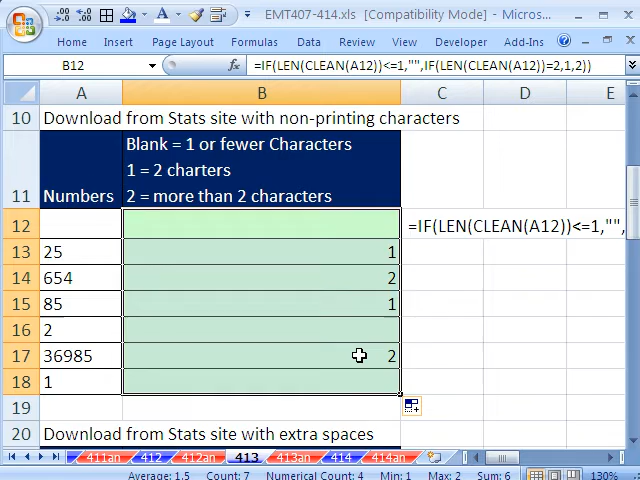 EMT407-414.xls [Compatibility Mode] - Micros...
Home Insert Page Layout Formulas Data Review View Developer Add-Ins
B12 fx =IF(LEN(CLEAN(A12))<=1,"",IF(LEN(CLEAN(A12))=2,1,2))
A B C D E
10 Download from Stats site with non-printing characters
Blank = 1 or fewer Characters
1 = 2 charters
11 Numbers 2 = more than 2 characters
12 =IF(LEN(CLEAN(A12))<=1,"",
13 25 1
14 654 2
15 85 1
16 2
17 36985 2
18 1
19
20 Download from Stats site with extra spaces
411an 412 412an 413 413an 414 414an
Average: 1.5 Count: 7 Numerical Count: 4 Min: 1 Max: 2 Sum: 6 130%